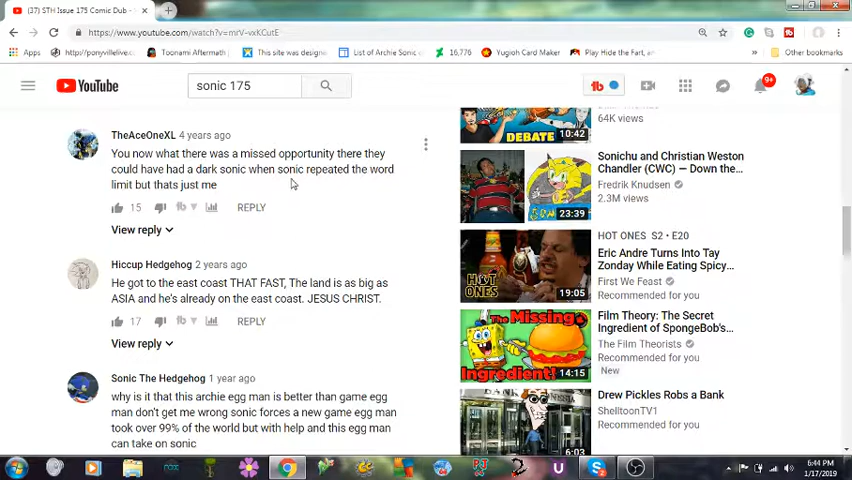 (37) STH Issue 175 Comic Dub -
https://www.youtube.com/watch?v=mrV-vxKCutE
Apps
http://ponyvillelive
Toonami Aftermath
This site was designe
List of Archie Sonic
16,776
Yugioh Card Maker
Play Hide the Fart, an
Other bookmarks
YouTube
sonic 175
9+
TheAceOneXL 4 years ago
You now what there was a missed opportunity there they
could have had a dark sonic when sonic repeated the word
limit but thats just me
15
REPLY
View reply
Hiccup Hedgehog 2 years ago
He got to the east coast THAT FAST, The land is as big as
ASIA and he's already on the east coast. JESUS CHRIST.
17
REPLY
View reply
Sonic The Hedgehog 1 year ago
why is it that this archie egg man is better than game egg
man don't get me wrong sonic forces a new game egg man
took over 99% of the world but with help and this egg man
can take on sonic
DEBATE
10:42
64K views
Sonichu and Christian Weston
Chandler (CWC) — Down the...
Fredrik Knudsen
2.3M views
23:39
HOT ONES S2 • E20
Eric Andre Turns Into Tay
Zonday While Eating Spicy...
First We Feast
Recommended for you
HOT ONES
19:05
Film Theory: The Secret
Ingredient of SpongeBob's...
The Film Theorists
Recommended for you
New
The Missing
Ingredient!
14:15
Drew Pickles Robs a Bank
ShelltoonTV1
Recommended for you
6:03
6:44 PM
1/17/2019